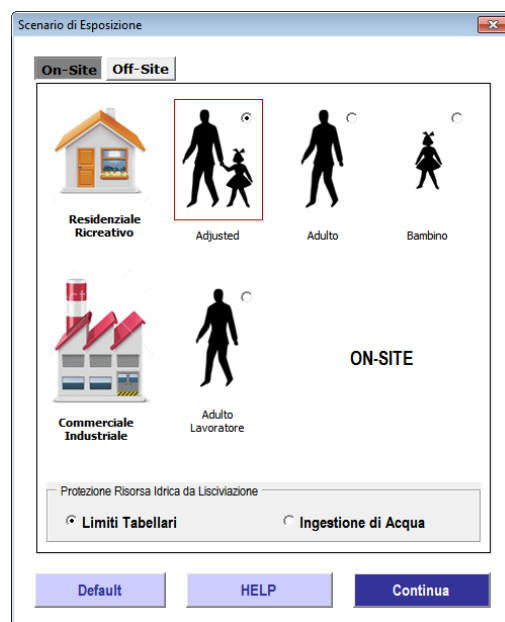 Scenario di Esposizione
On-Site Off-Site
Residenziale
Ricreativo
Adjusted
Adulto
Bambino
Commerciale
Industriale
Adulto
Lavoratore
ON-SITE
Protezione Risorsa Idrica da Lisciviazione
Limiti Tabellari
Ingestione di Acqua
Default
HELP
Continua